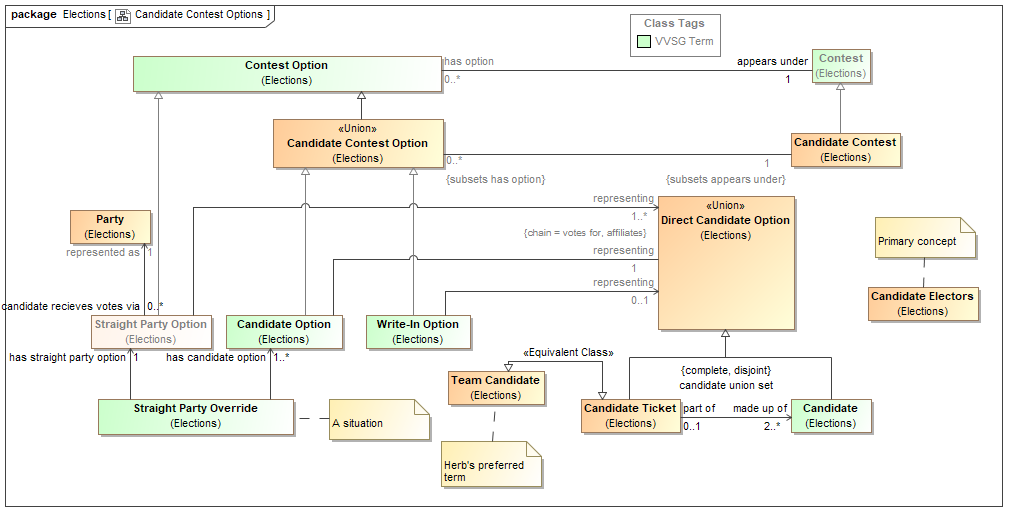 package Elections [ Candidate Contest Options ]
Class Tags
VVSG Term
Contest Option
(Elections)
has option
0..*
appears under
1
Contest
(Elections)
«Union»
Candidate Contest Option
(Elections)
0..*
{subsets has option}
1
{subsets appears under}
Candidate Contest
(Elections)
Party
(Elections)
represented as 1
representing
1..*
{chain = votes for, affiliates}
representing
1
representing
0..1
«Union»
Direct Candidate Option
(Elections)
Primary concept
Candidate Electors
(Elections)
candidate recieves votes via 0..*
Straight Party Option
(Elections)
Candidate Option
(Elections)
Write-In Option
(Elections)
has straight party option 1
has candidate option 1..*
«Equivalent Class»
{complete, disjoint}
candidate union set
Team Candidate
(Elections)
Straight Party Override
(Elections)
A situation
Candidate Ticket
(Elections)
part of
0..1
made up of
2..*
Candidate
(Elections)
Herb's preferred
term